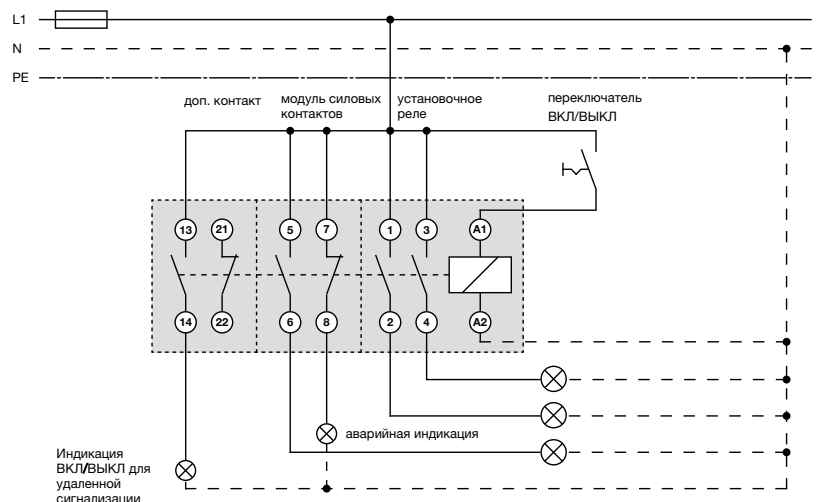 L1
N
PE
доп. контакт
модуль силовых
контактов
установочное
реле
переключатель
ВКЛ/ВЫКЛ
13 21 5 7 1 3 A1
14 22 6 8 2 4 A2
аварийная индикация
Индикация
ВКЛ/ВЫКЛ для
удаленной
сигнализации